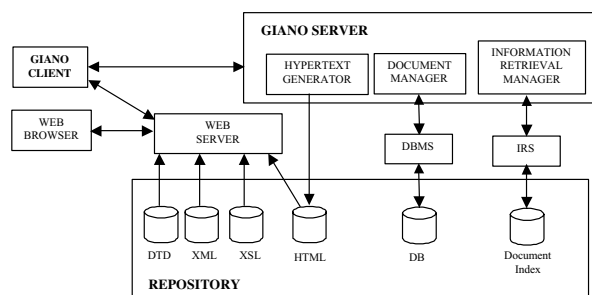 GIANO SERVER
GIANO
CLIENT
HYPERTEXT
GENERATOR
DOCUMENT
MANAGER
INFORMATION
RETRIEVAL
MANAGER
WEB
BROWSER
WEB
SERVER
DBMS
IRS
DTD
XML
XSL
HTML
DB
Document
Index
REPOSITORY